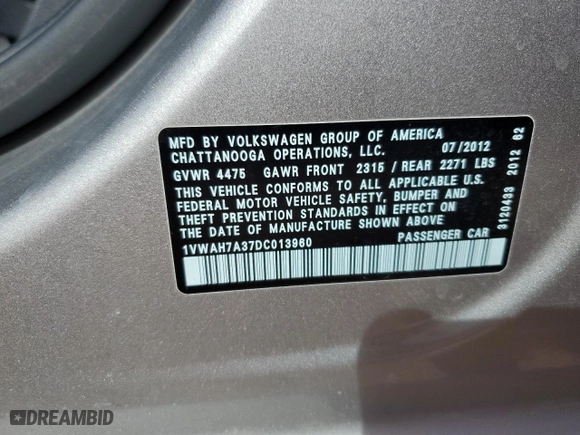 MFD BY VOLKSWAGEN GROUP OF AMERICA
CHATTANOOGA OPERATIONS, LLC. 07/2012
GVWR 4475 GAWR FRONT 2315 / REAR 2271 LBS
THIS VEHICLE CONFORMS TO ALL APPLICABLE U.S.
FEDERAL MOTOR VEHICLE SAFETY, BUMPER AND
THEFT PREVENTION STANDARDS IN EFFECT ON
THE DATE OF MANUFACTURE SHOWN ABOVE
1VWAH7A37DC013960 PASSENGER CAR
3120433 2012 62
DREAMBID